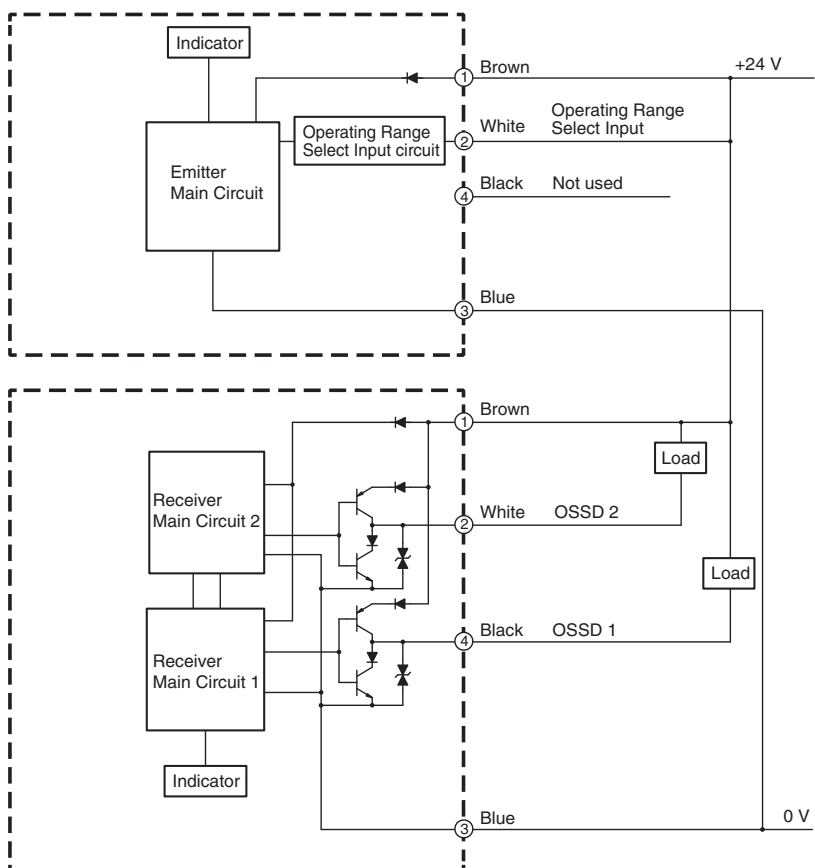 Indicator
① Brown
+24 V
Operating Range
Select Input circuit
② White
Operating Range
Select Input
Emitter
Main Circuit
④ Black
Not used
③ Blue
① Brown
Load
Receiver
Main Circuit 2
② White
OSSD 2
Load
④ Black
OSSD 1
Receiver
Main Circuit 1
Indicator
③ Blue
0 V